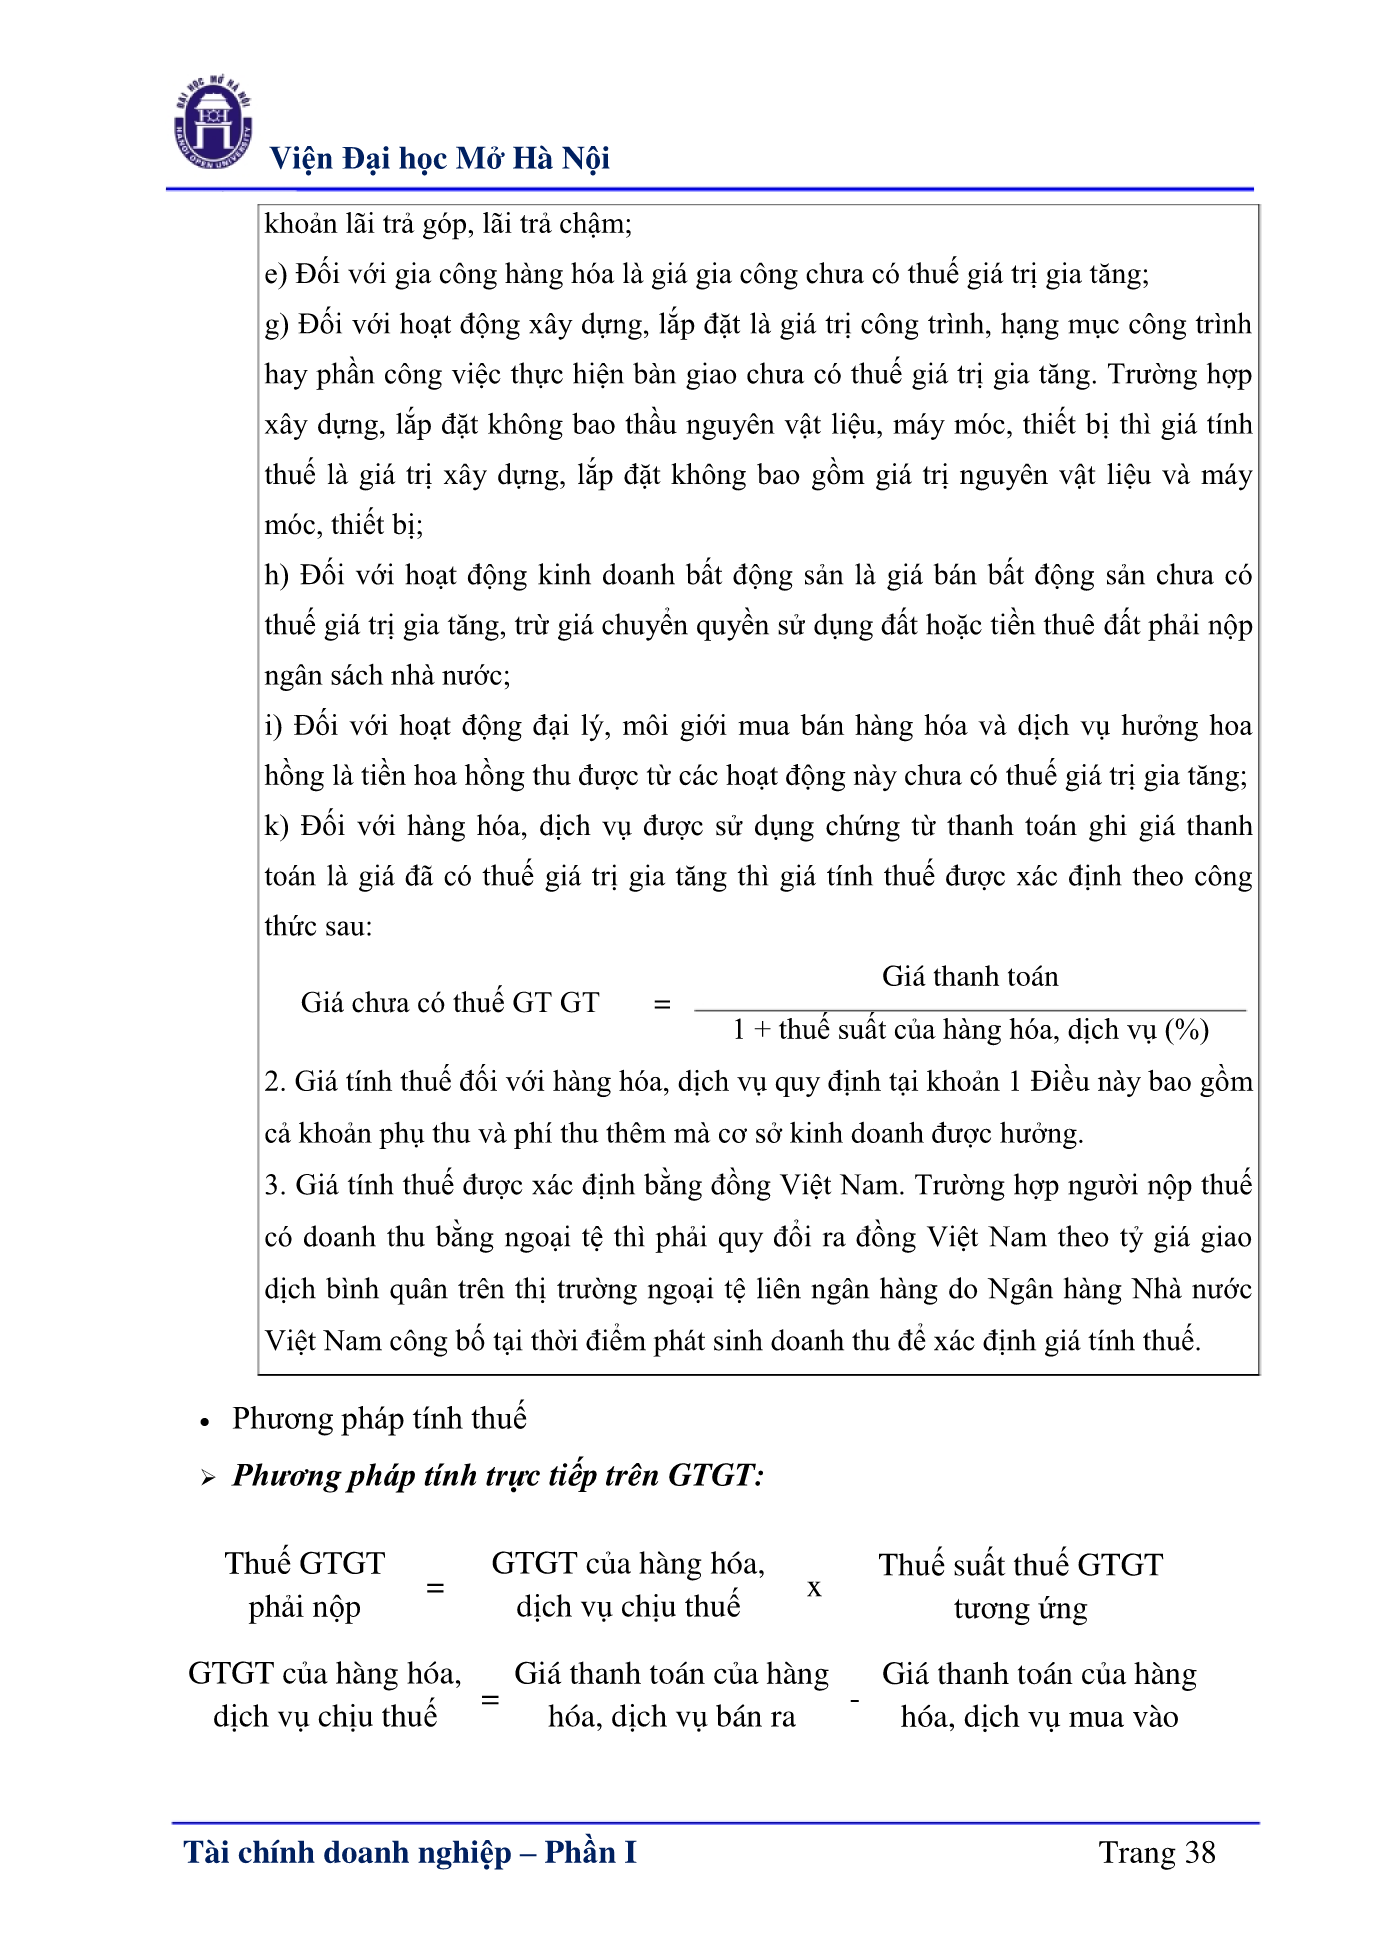 ĐẠI HỌC MỞ HÀ NỘI
HANOI OPEN UNIVERSITY
Viện Đại học Mở Hà Nội
khoản lãi trả góp, lãi trả chậm;
e) Đối với gia công hàng hóa là giá gia công chưa có thuế giá trị gia tăng;
g) Đối với hoạt động xây dựng, lắp đặt là giá trị công trình, hạng mục công trình
hay phần công việc thực hiện bàn giao chưa có thuế giá trị gia tăng. Trường hợp
xây dựng, lắp đặt không bao thầu nguyên vật liệu, máy móc, thiết bị thì giá tính
thuế là giá trị xây dựng, lắp đặt không bao gồm giá trị nguyên vật liệu và máy
móc, thiết bị;
h) Đối với hoạt động kinh doanh bất động sản là giá bán bất động sản chưa có
thuế giá trị gia tăng, trừ giá chuyển quyền sử dụng đất hoặc tiền thuê đất phải nộp
ngân sách nhà nước;
i) Đối với hoạt động đại lý, môi giới mua bán hàng hóa và dịch vụ hưởng hoa
hồng là tiền hoa hồng thu được từ các hoạt động này chưa có thuế giá trị gia tăng;
k) Đối với hàng hóa, dịch vụ được sử dụng chứng từ thanh toán ghi giá thanh
toán là giá đã có thuế giá trị gia tăng thì giá tính thuế được xác định theo công
thức sau:
Giá thanh toán
Giá chưa có thuế GT GT =
1 + thuế suất của hàng hóa, dịch vụ (%)
2. Giá tính thuế đối với hàng hóa, dịch vụ quy định tại khoản 1 Điều này bao gồm
cả khoản phụ thu và phí thu thêm mà cơ sở kinh doanh được hưởng.
3. Giá tính thuế được xác định bằng đồng Việt Nam. Trường hợp người nộp thuế
có doanh thu bằng ngoại tệ thì phải quy đổi ra đồng Việt Nam theo tỷ giá giao
dịch bình quân trên thị trường ngoại tệ liên ngân hàng do Ngân hàng Nhà nước
Việt Nam công bố tại thời điểm phát sinh doanh thu để xác định giá tính thuế.
• Phương pháp tính thuế
➢ Phương pháp tính trực tiếp trên GTGT:
Thuế GTGT
phải nộp
=
GTGT của hàng hóa,
dịch vụ chịu thuế
x
Thuế suất thuế GTGT
tương ứng
GTGT của hàng hóa,
dịch vụ chịu thuế
=
Giá thanh toán của hàng
hóa, dịch vụ bán ra
-
Giá thanh toán của hàng
hóa, dịch vụ mua vào
Tài chính doanh nghiệp – Phần I
Trang 38